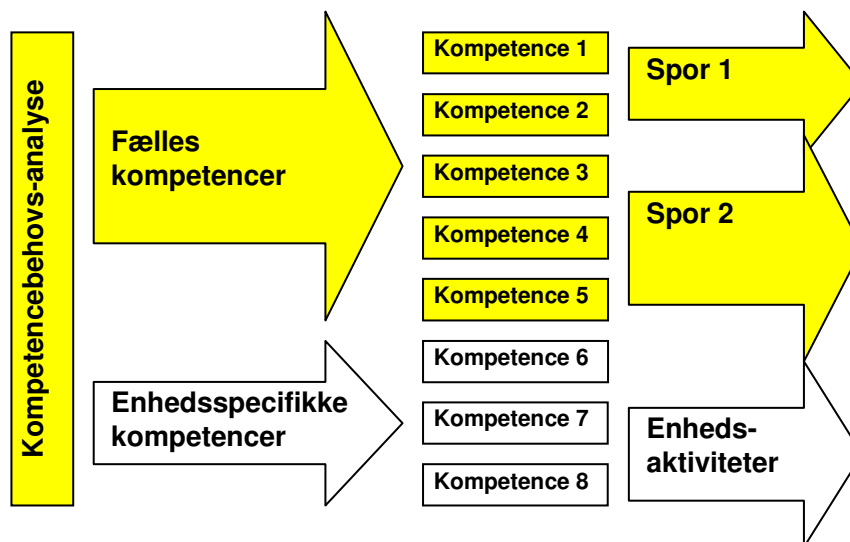 Kompetencebehovs-analyse
Fælles
kompetencer
Enhedsspecifikke
kompetencer
Kompetence 1
Kompetence 2
Kompetence 3
Kompetence 4
Kompetence 5
Kompetence 6
Kompetence 7
Kompetence 8
Spor 1
Spor 2
Enheds-
aktiviteter